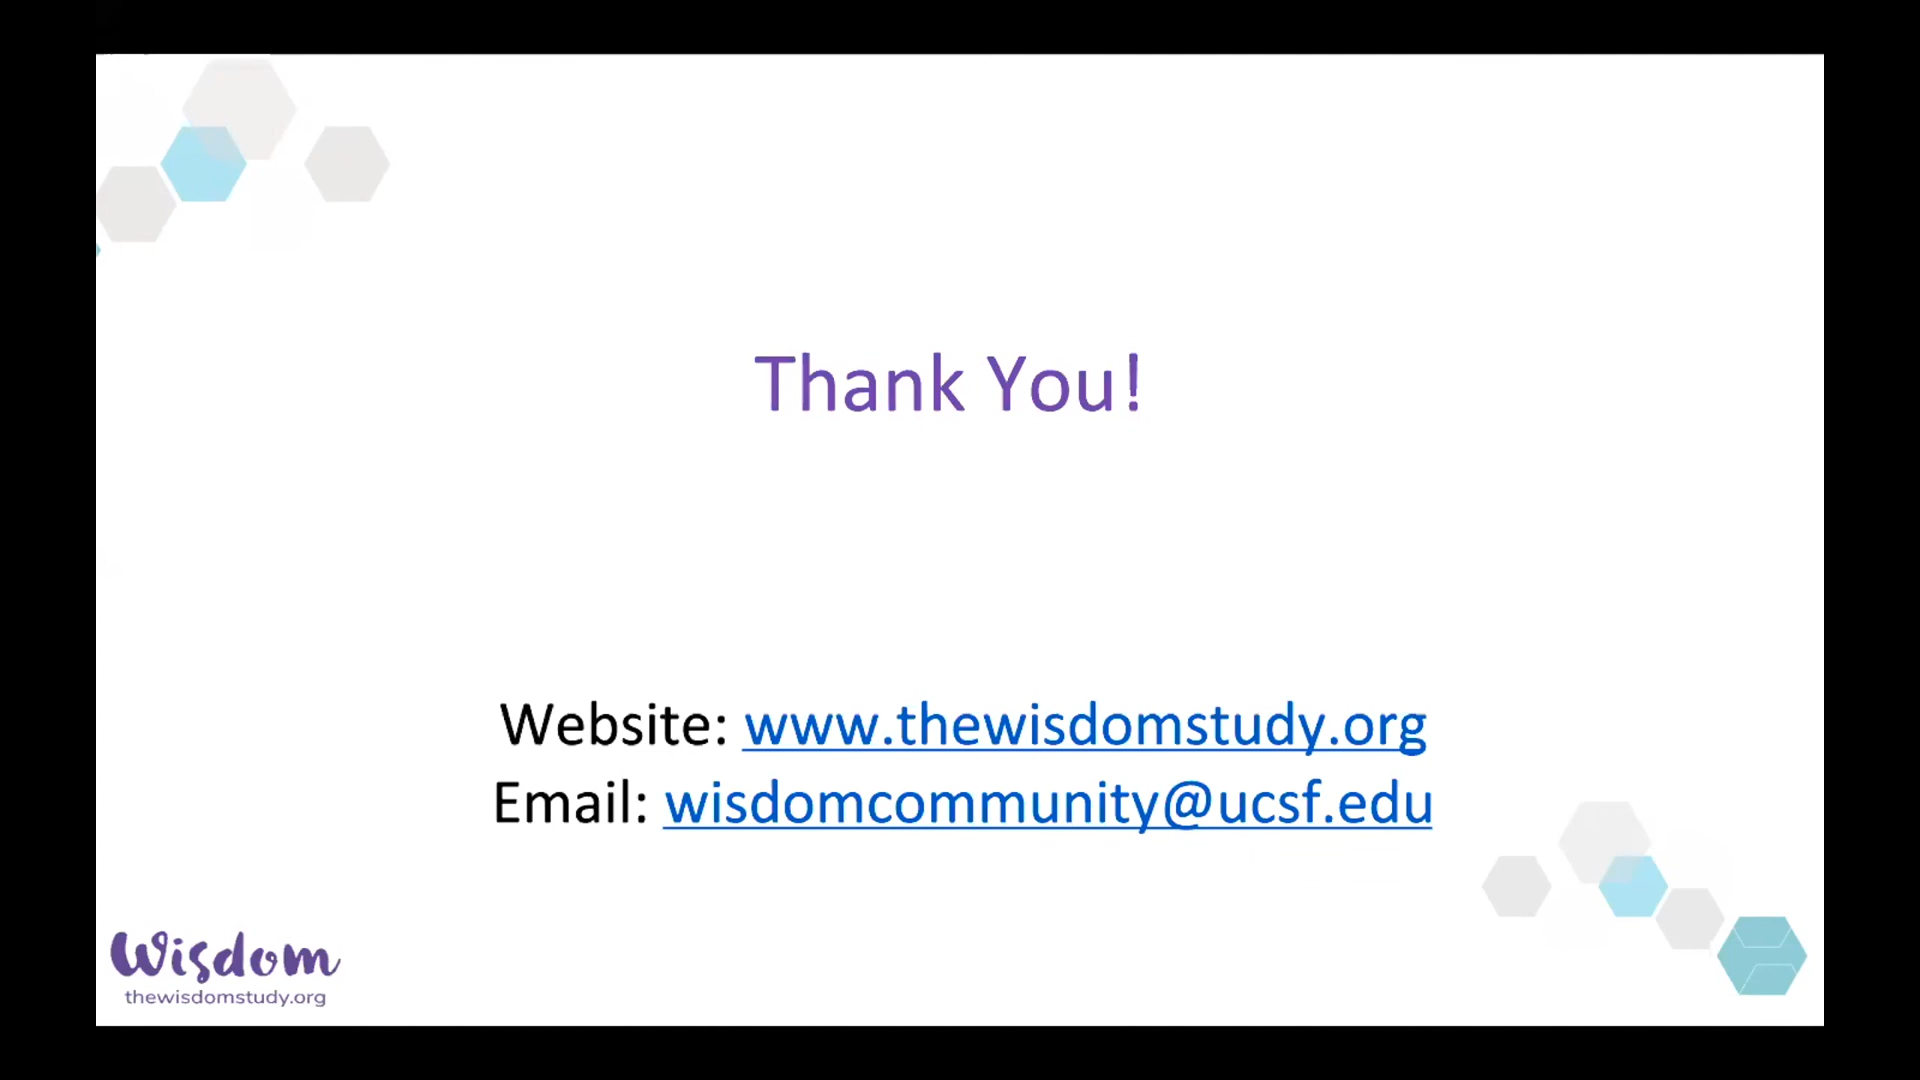 Thank You!
Website: www.thewisdomstudy.org
Email: wisdomcommunity@ucsf.edu
Wisdom
thewisdomstudy.org